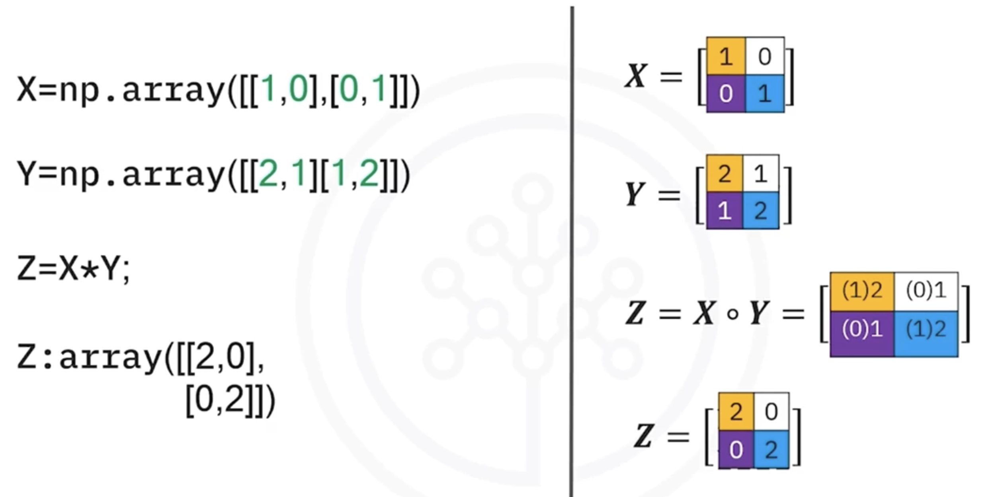 X=np.array([[1,0],[0,1]])
Y=np.array([[2,1][1,2]])
Z=X*Y;
Z:array([[2,0],
[0,2]])
X = [1 0
0 1]
Y = [2 1
1 2]
Z = X ∘ Y = [(1)2 (0)1
(0)1 (1)2]
Z = [2 0
0 2]